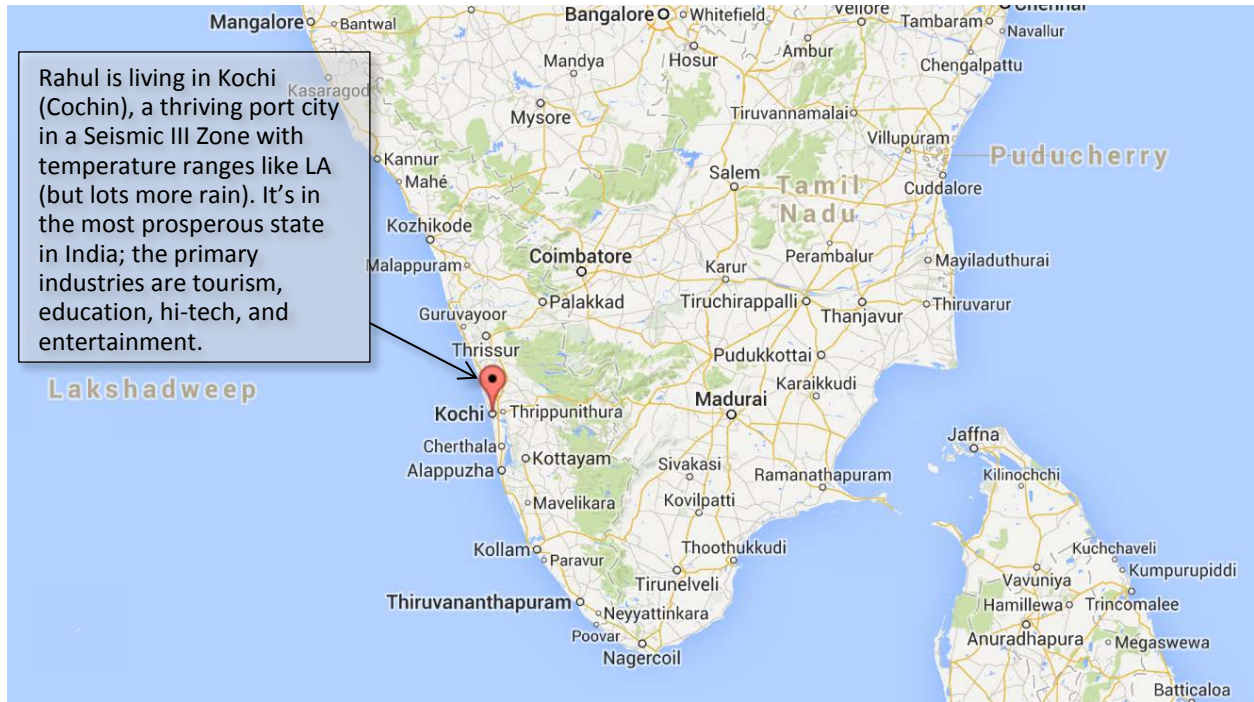 Mangalore
Bantwal
Bangalore
Whitefield
Vellore
Tambaram
Chennai
Navallur
Rahul is living in Kochi
(Cochin), a thriving port city
in a Seismic III Zone with
temperature ranges like LA
(but lots more rain). It’s in
the most prosperous state
in India; the primary
industries are tourism,
education, hi-tech, and
entertainment.
Kasaragod
Mandya
Hosur
Ambur
Chengalpattu
Mysore
Tiruvannamalai
Villupuram
Puducherry
Kannur
Mahé
Salem
Tamil
Nadu
Cuddalore
Kozhikode
Malappuram
Coimbatore
Karur
Perambalur
Mayiladuthurai
Palakkad
Tiruchirappalli
Thanjavur
Thiruvarur
Guruvayoor
Thrissur
Pudukkottai
Karaikkudi
Lakshadweep
Kochi
Thrippunithura
Madurai
Jaffna
Cherthala
Alappuzha
Kottayam
Sivakasi
Ramanathapuram
Kilinochchi
Mavelikara
Kovilpatti
Kollam
Paravur
Thoothukkudi
Tirunelveli
Kuchchaveli
Kumpurupiddi
Vavuniya
Thiruvananthapuram
Neyyattinkara
Hamillewa
Trincomalee
Poovar
Nagercoil
Anuradhapura
Megaswewa
Batticaloa